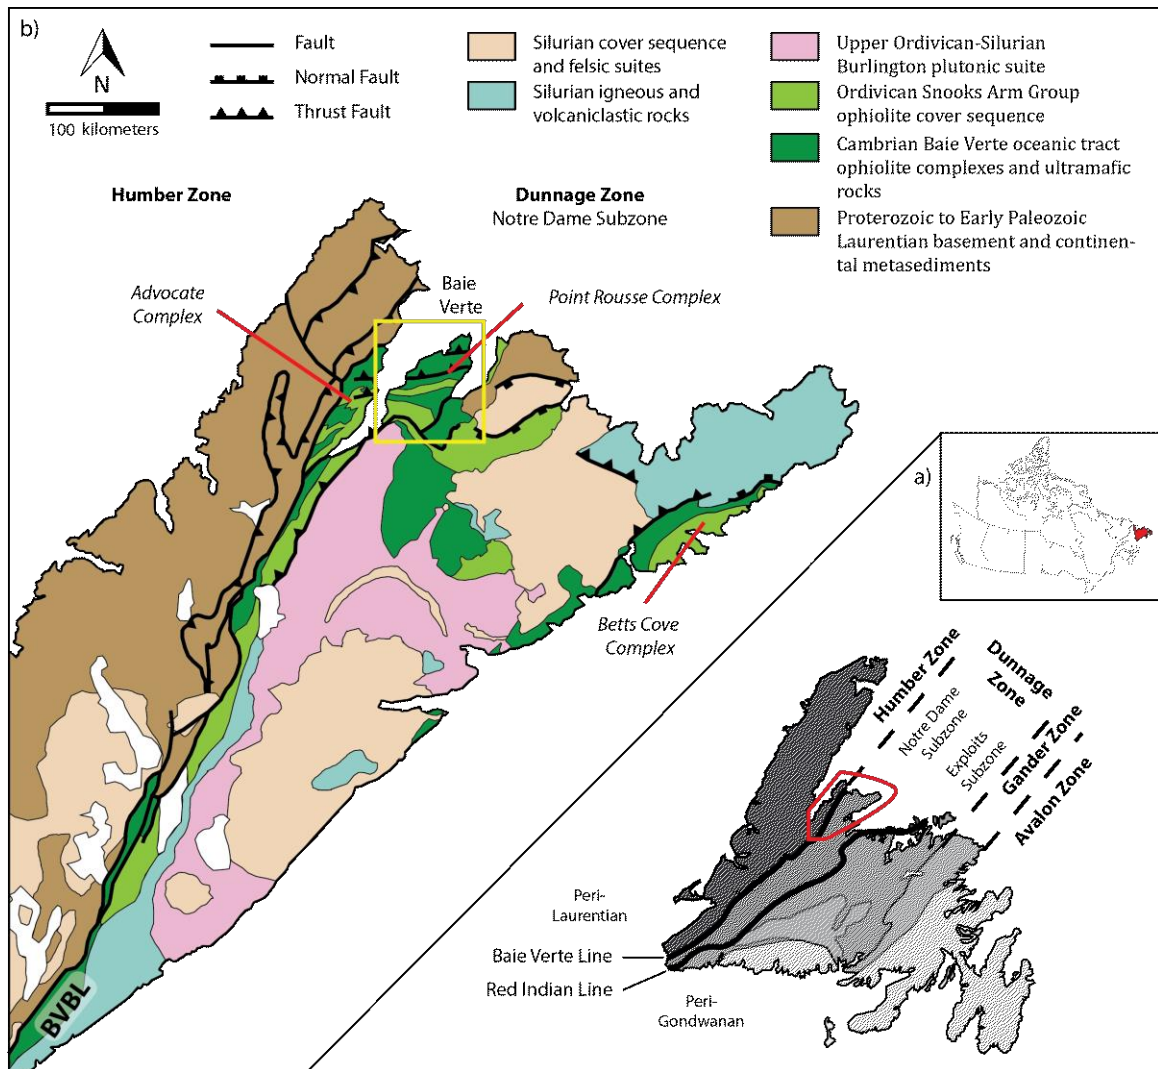 b)
N
100 kilometers
Fault
Normal Fault
Thrust Fault
Silurian cover sequence
and felsic suites
Silurian igneous and
volcaniclastic rocks
Upper Ordivican-Silurian
Burlington plutonic suite
Ordivican Snooks Arm Group
ophiolite cover sequence
Cambrian Baie Verte oceanic tract
ophiolite complexes and ultramafic
rocks
Proterozoic to Early Paleozoic
Laurentian basement and continen-
tal metasediments
Humber Zone
Dunnage Zone
Notre Dame Subzone
Advocate
Complex
Baie
Verte
Point Rousse Complex
Betts Cove
Complex
BVBL
a)
Humber Zone
Notre Dame
Subzone
Dunnage
Zone
Exploits
Subzone
Gander Zone
Avalon Zone
Peri-
Laurentian
Baie Verte Line
Red Indian Line
Peri-
Gondwanan